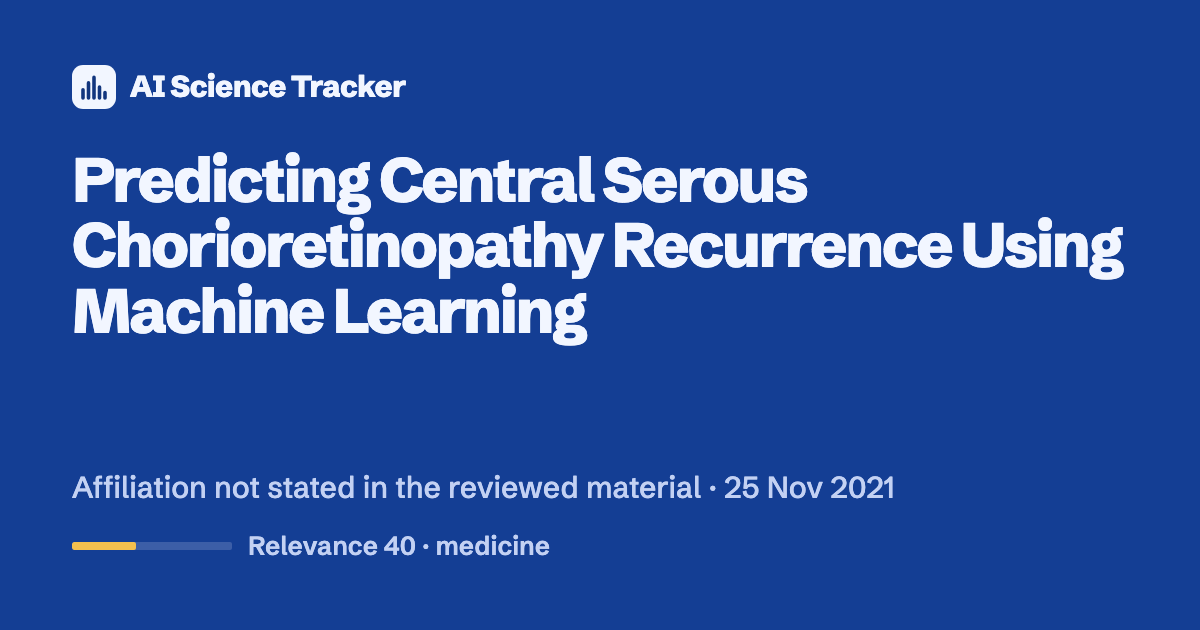 AI Science Tracker
Predicting Central Serous
Chorioretinopathy Recurrence Using
Machine Learning
Affiliation not stated in the reviewed material · 25 Nov 2021
Relevance 40 · medicine